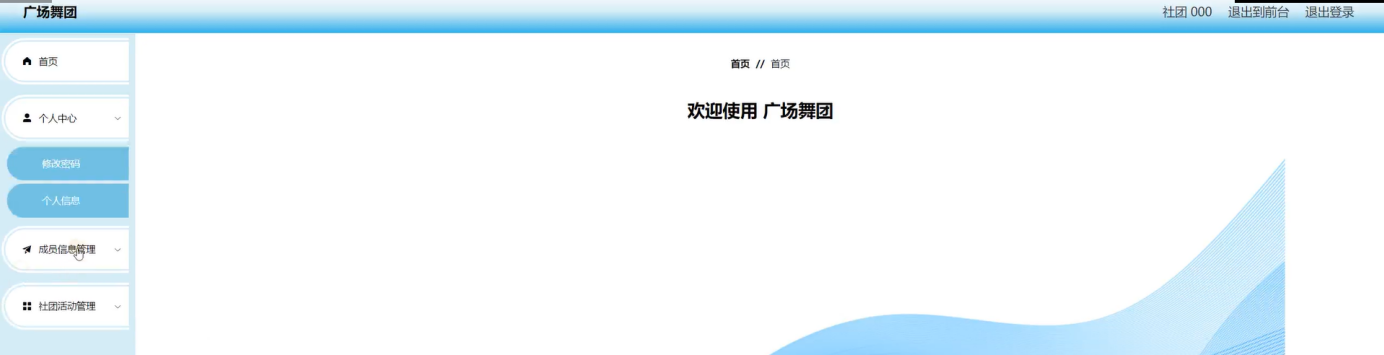 广场舞团
社团 000 退出到前台 退出登录
首页
个人中心
修改密码
个人信息
成员信息管理
社团活动管理
首页 // 首页
欢迎使用 广场舞团